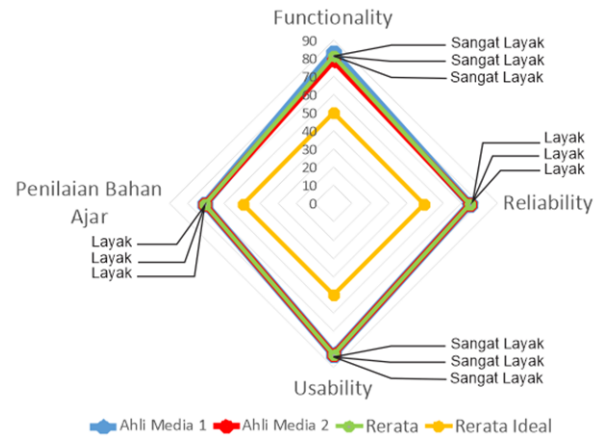 Functionality
90
80
70
60
50
40
30
20
10
0
Sangat Layak
Sangat Layak
Sangat Layak
Layak
Layak
Layak
Reliability
Penilaian Bahan
Ajar
Layak
Layak
Layak
Sangat Layak
Sangat Layak
Sangat Layak
Usability
Ahli Media 1 Ahli Media 2 Rerata Rerata Ideal